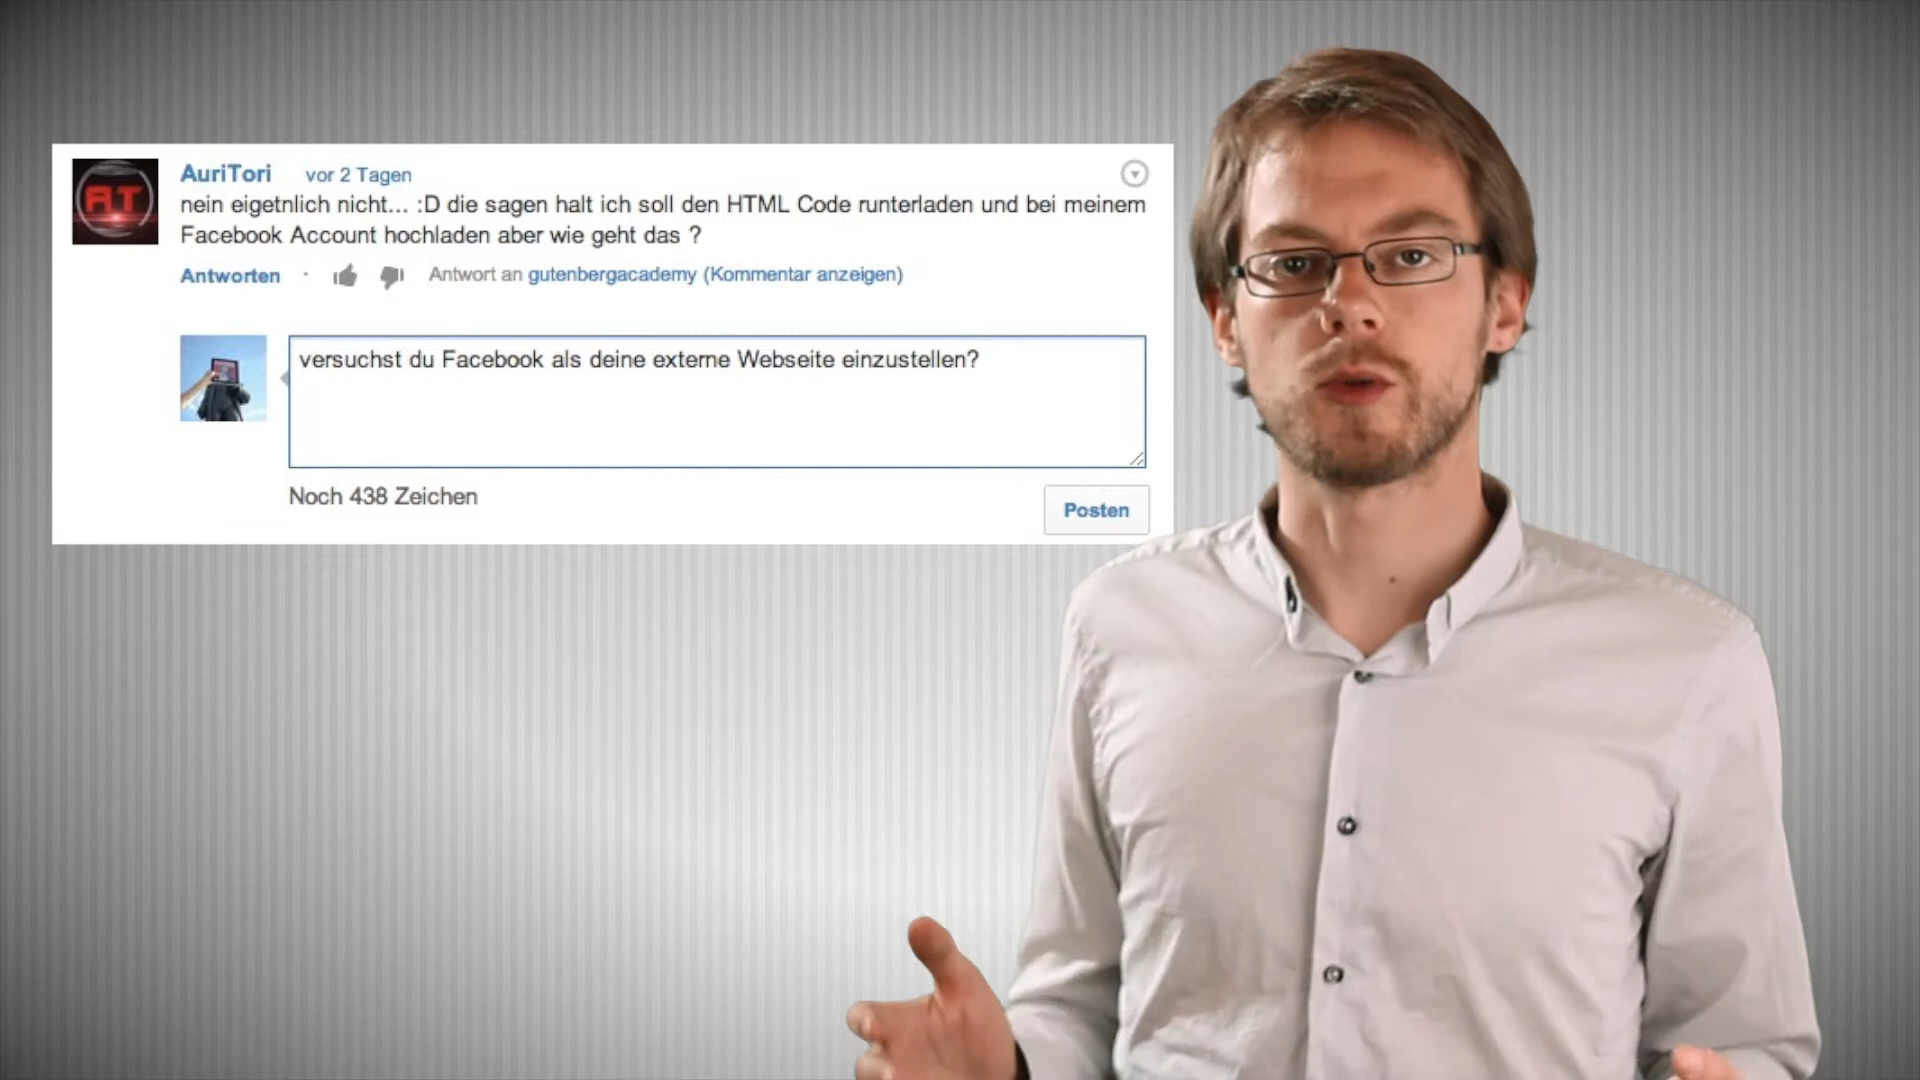 AuriTori vor 2 Tagen
nein eigetnlich nicht... :D die sagen halt ich soll den HTML Code runterladen und bei meinem
Facebook Account hochladen aber wie geht das ?
Antworten · Antwort an gutenbergacademy (Kommentar anzeigen)
AT
versuchst du Facebook als deine externe Webseite einzustellen?
Noch 438 Zeichen
Posten